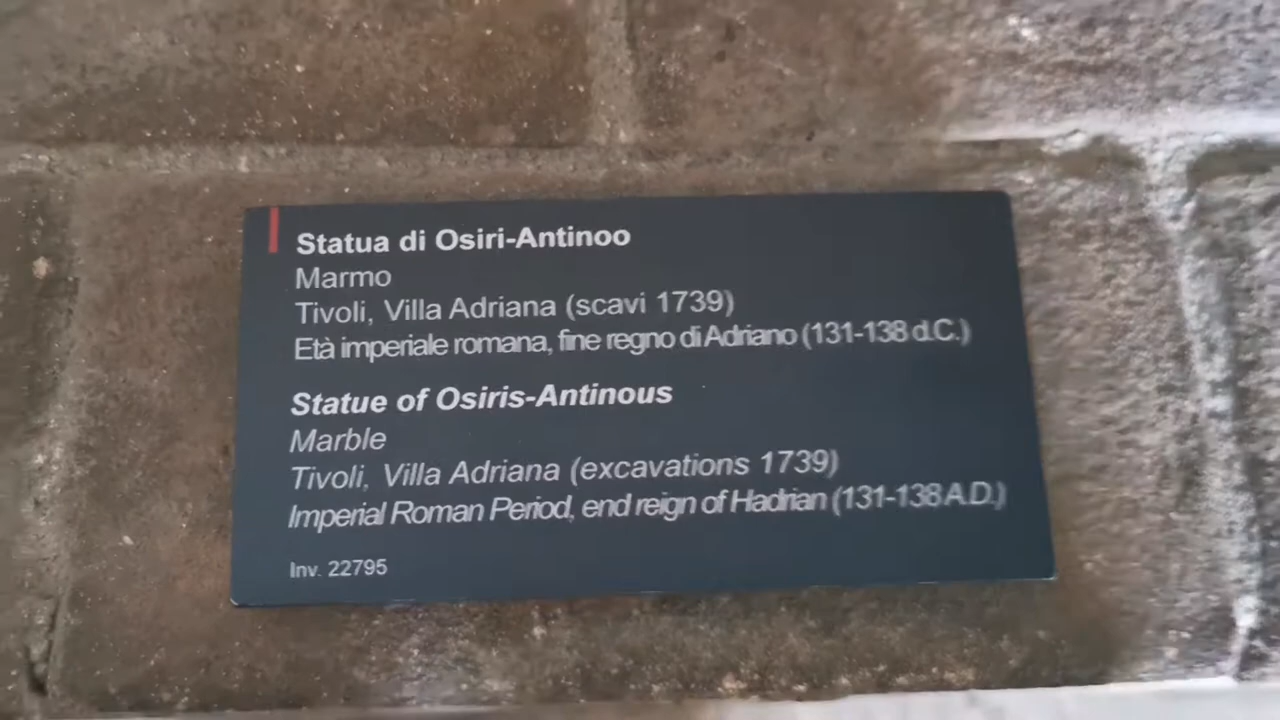 Statua di Osiri-Antinoo
Marmo
Tivoli, Villa Adriana (scavi 1739)
Età imperiale romana, fine regno di Adriano (131-138 d.C.)
Statue of Osiris-Antinous
Marble
Tivoli, Villa Adriana (excavations 1739)
Imperial Roman Period, end reign of Hadrian (131-138 A.D.)
Inv. 22795